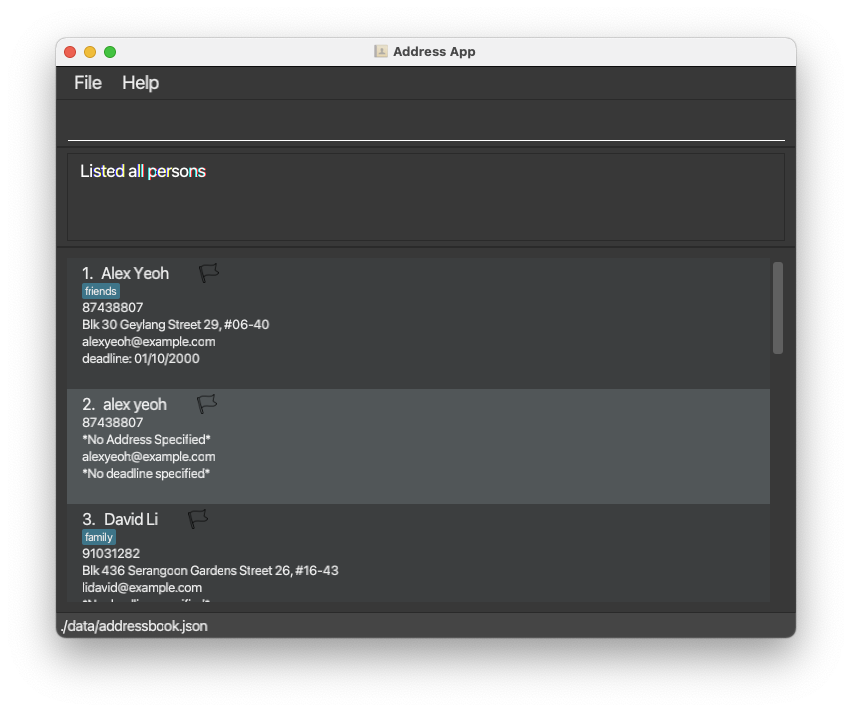 Address App
File Help
Listed all persons
1. Alex Yeoh
friends
87438807
Blk 30 Geylang Street 29, #06-40
alexyeoh@example.com
deadline: 01/10/2000
2. alex yeoh
87438807
*No Address Specified*
alexyeoh@example.com
*No deadline specified*
3. David Li
family
91031282
Blk 436 Serangoon Gardens Street 26, #16-43
lidavid@example.com
./data/addressbook.json